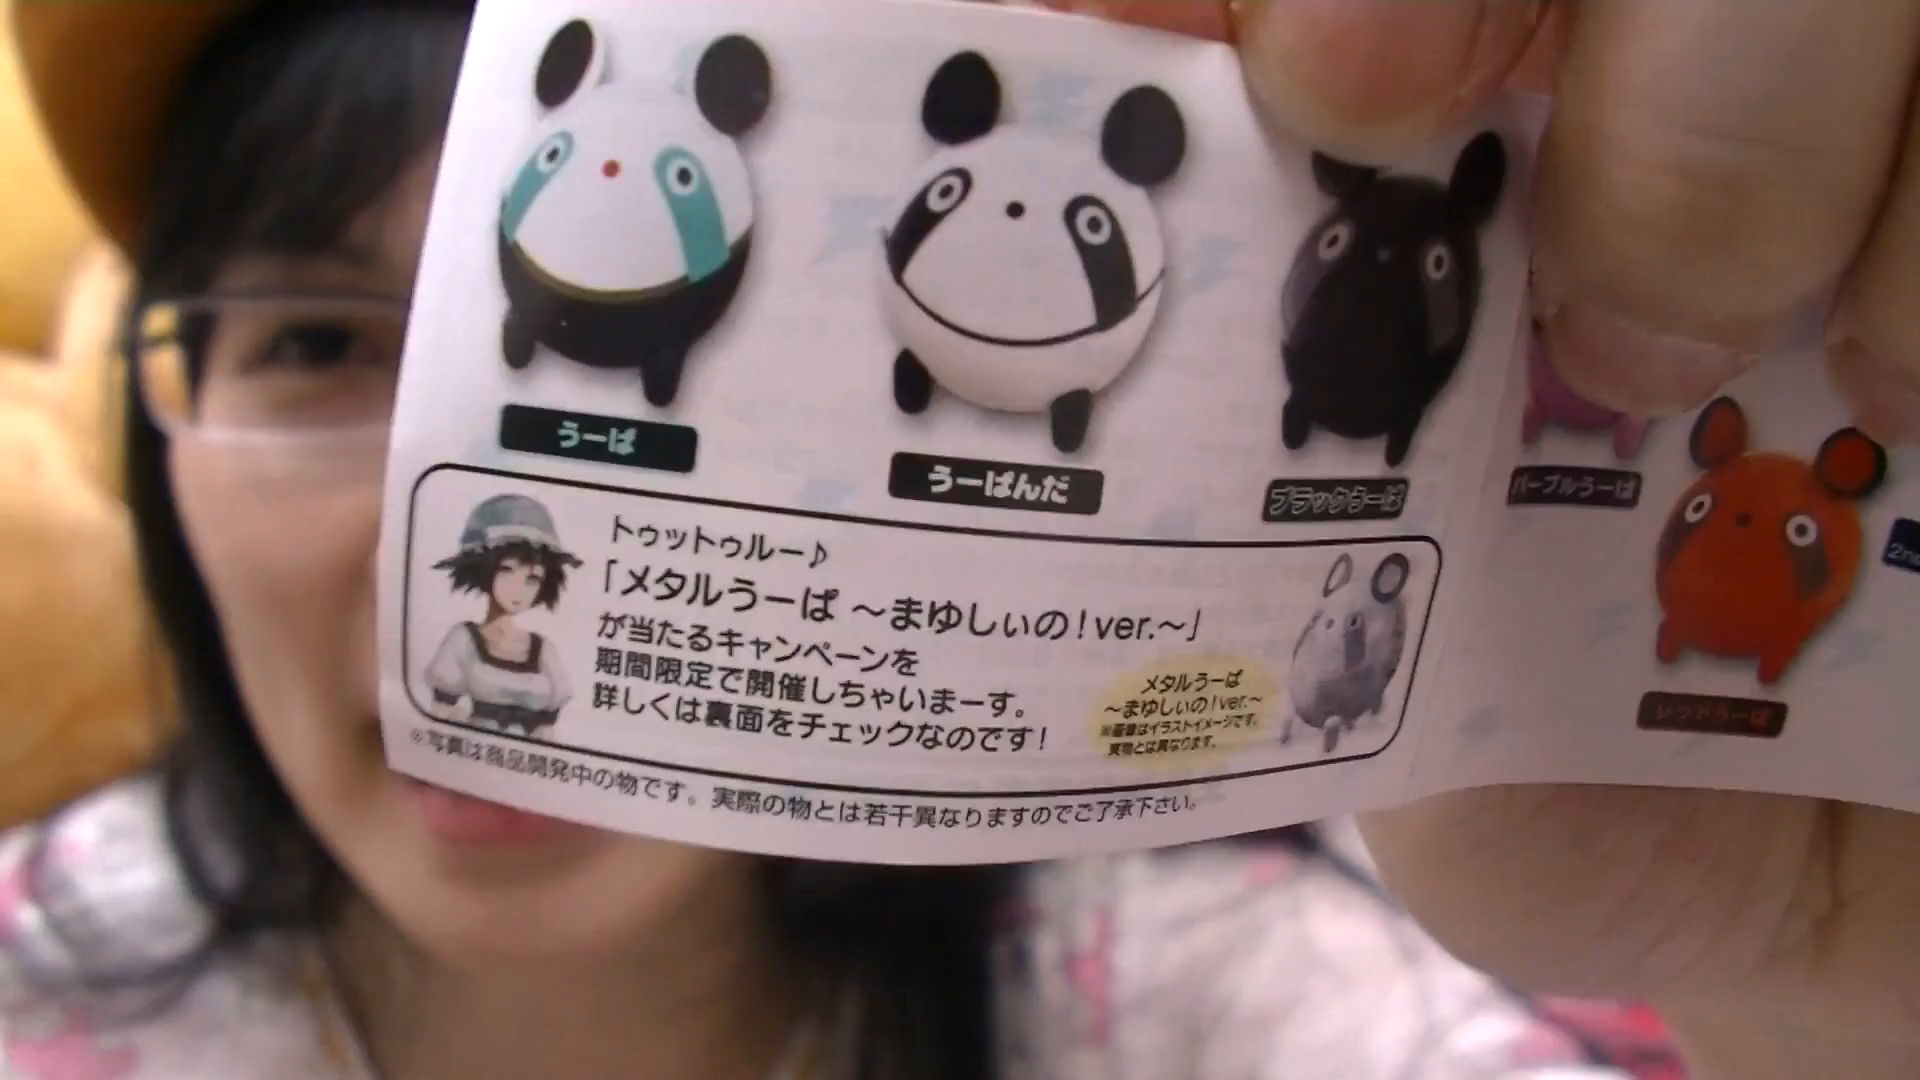 うーぱ
うーぱんだ
ブラックうーぱ
パープルうーぱ
2nd
レッドうーぱ
トゥットゥルー♪
「メタルうーぱ ～まゆしぃの!ver.～」
が当たるキャンペーンを
期間限定で開催しちゃいまーす。
詳しくは裏面をチェックなのです!
メタルうーぱ
～まゆしぃの!ver.～
※画像はイラストイメージです。
実物とは異なります。
※写真は商品開発中の物です。実際の物とは若干異なりますのでご了承下さい。